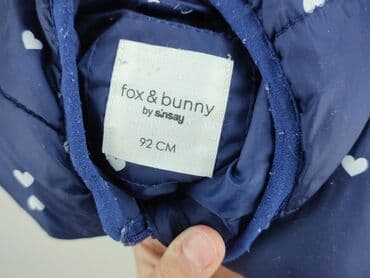 fox & bunny
by sinsay
92 CM